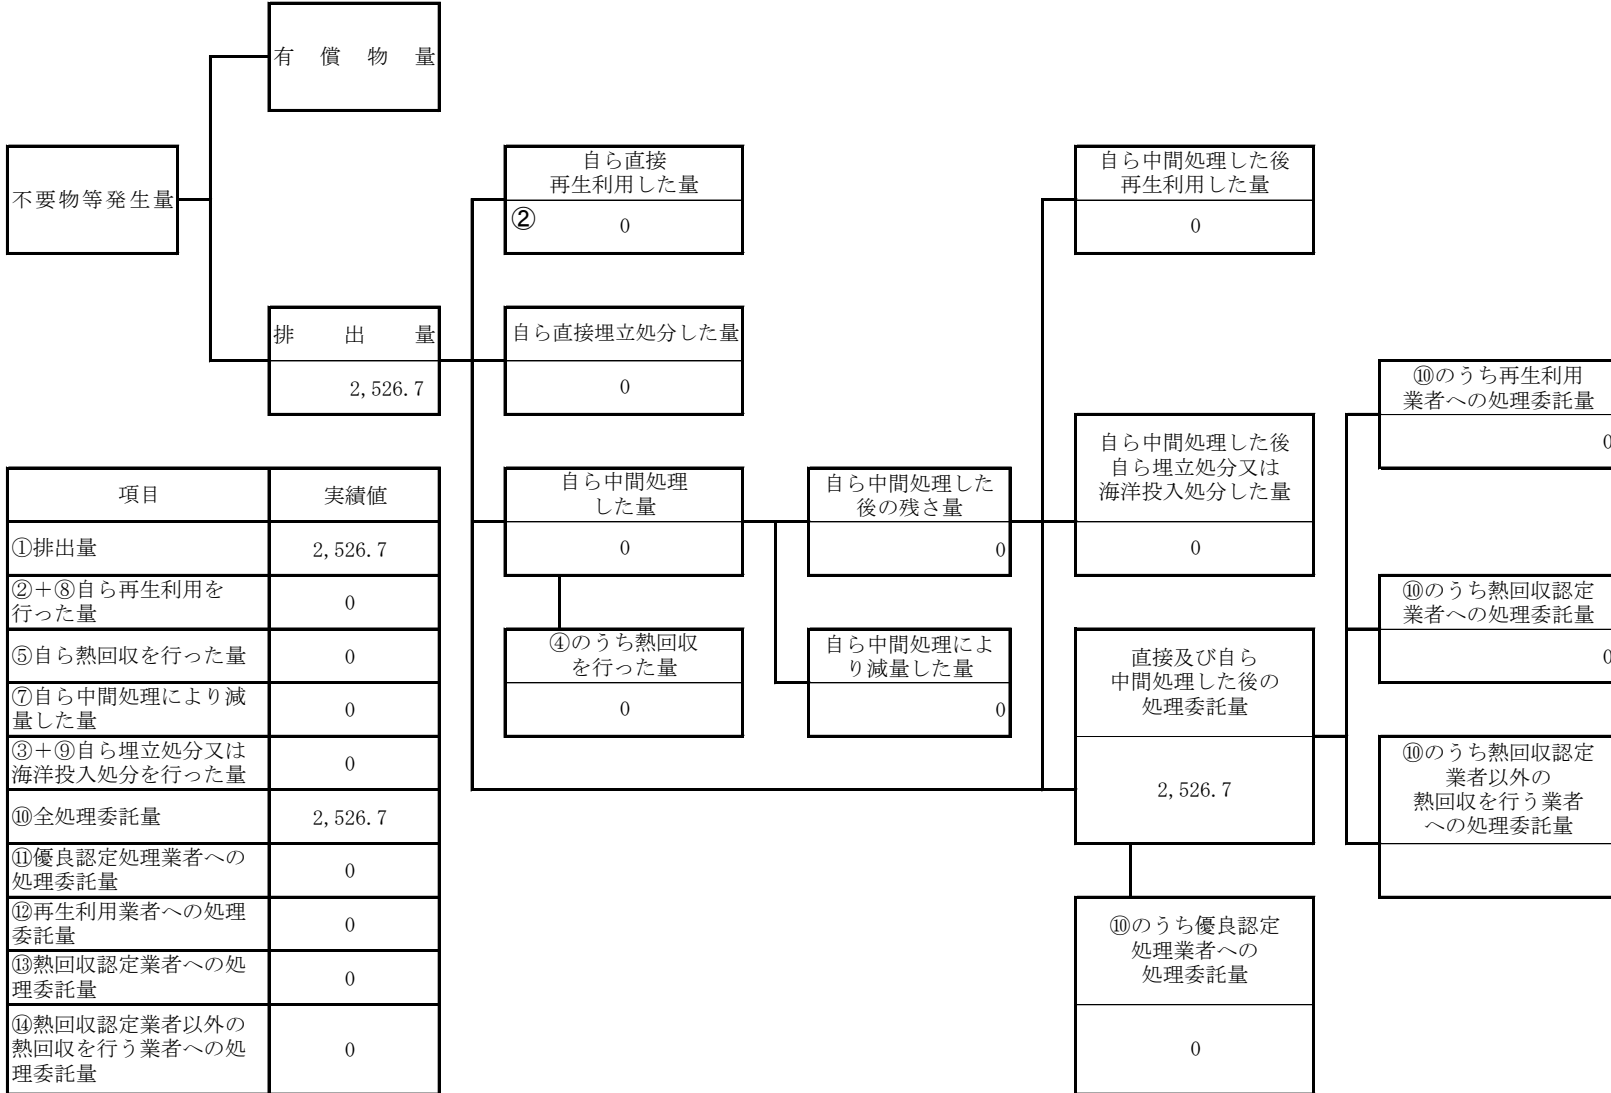 有償物量
不要物等発生量
自ら直接
再生利用した量
②
0
自ら中間処理した後
再生利用した量
0
排出量
2,526.7
自ら直接埋立処分した量
0
⑩のうち再生利用
業者への処理委託量
0
自ら中間処理
した量
0
自ら中間処理した
後の残さ量
0
自ら中間処理した後
自ら埋立処分又は
海洋投入処分した量
0
⑩のうち熱回収認定
業者への処理委託量
0
④のうち熱回収
を行った量
0
自ら中間処理によ
り減量した量
0
直接及び自ら
中間処理した後の
処理委託量
2,526.7
⑩のうち熱回収認定
業者以外の
熱回収を行う業者
への処理委託量
⑩のうち優良認定
処理業者への
処理委託量
0
項目 実績値
①排出量 2,526.7
②＋⑧自ら再生利用を
行った量 0
⑤自ら熱回収を行った量 0
⑦自ら中間処理により減
量した量 0
③＋⑨自ら埋立処分又は
海洋投入処分を行った量 0
⑩全処理委託量 2,526.7
⑪優良認定処理業者への
処理委託量 0
⑫再生利用業者への処理
委託量 0
⑬熱回収認定業者への処
理委託量 0
⑭熱回収認定業者以外の
熱回収を行う業者への処
理委託量 0